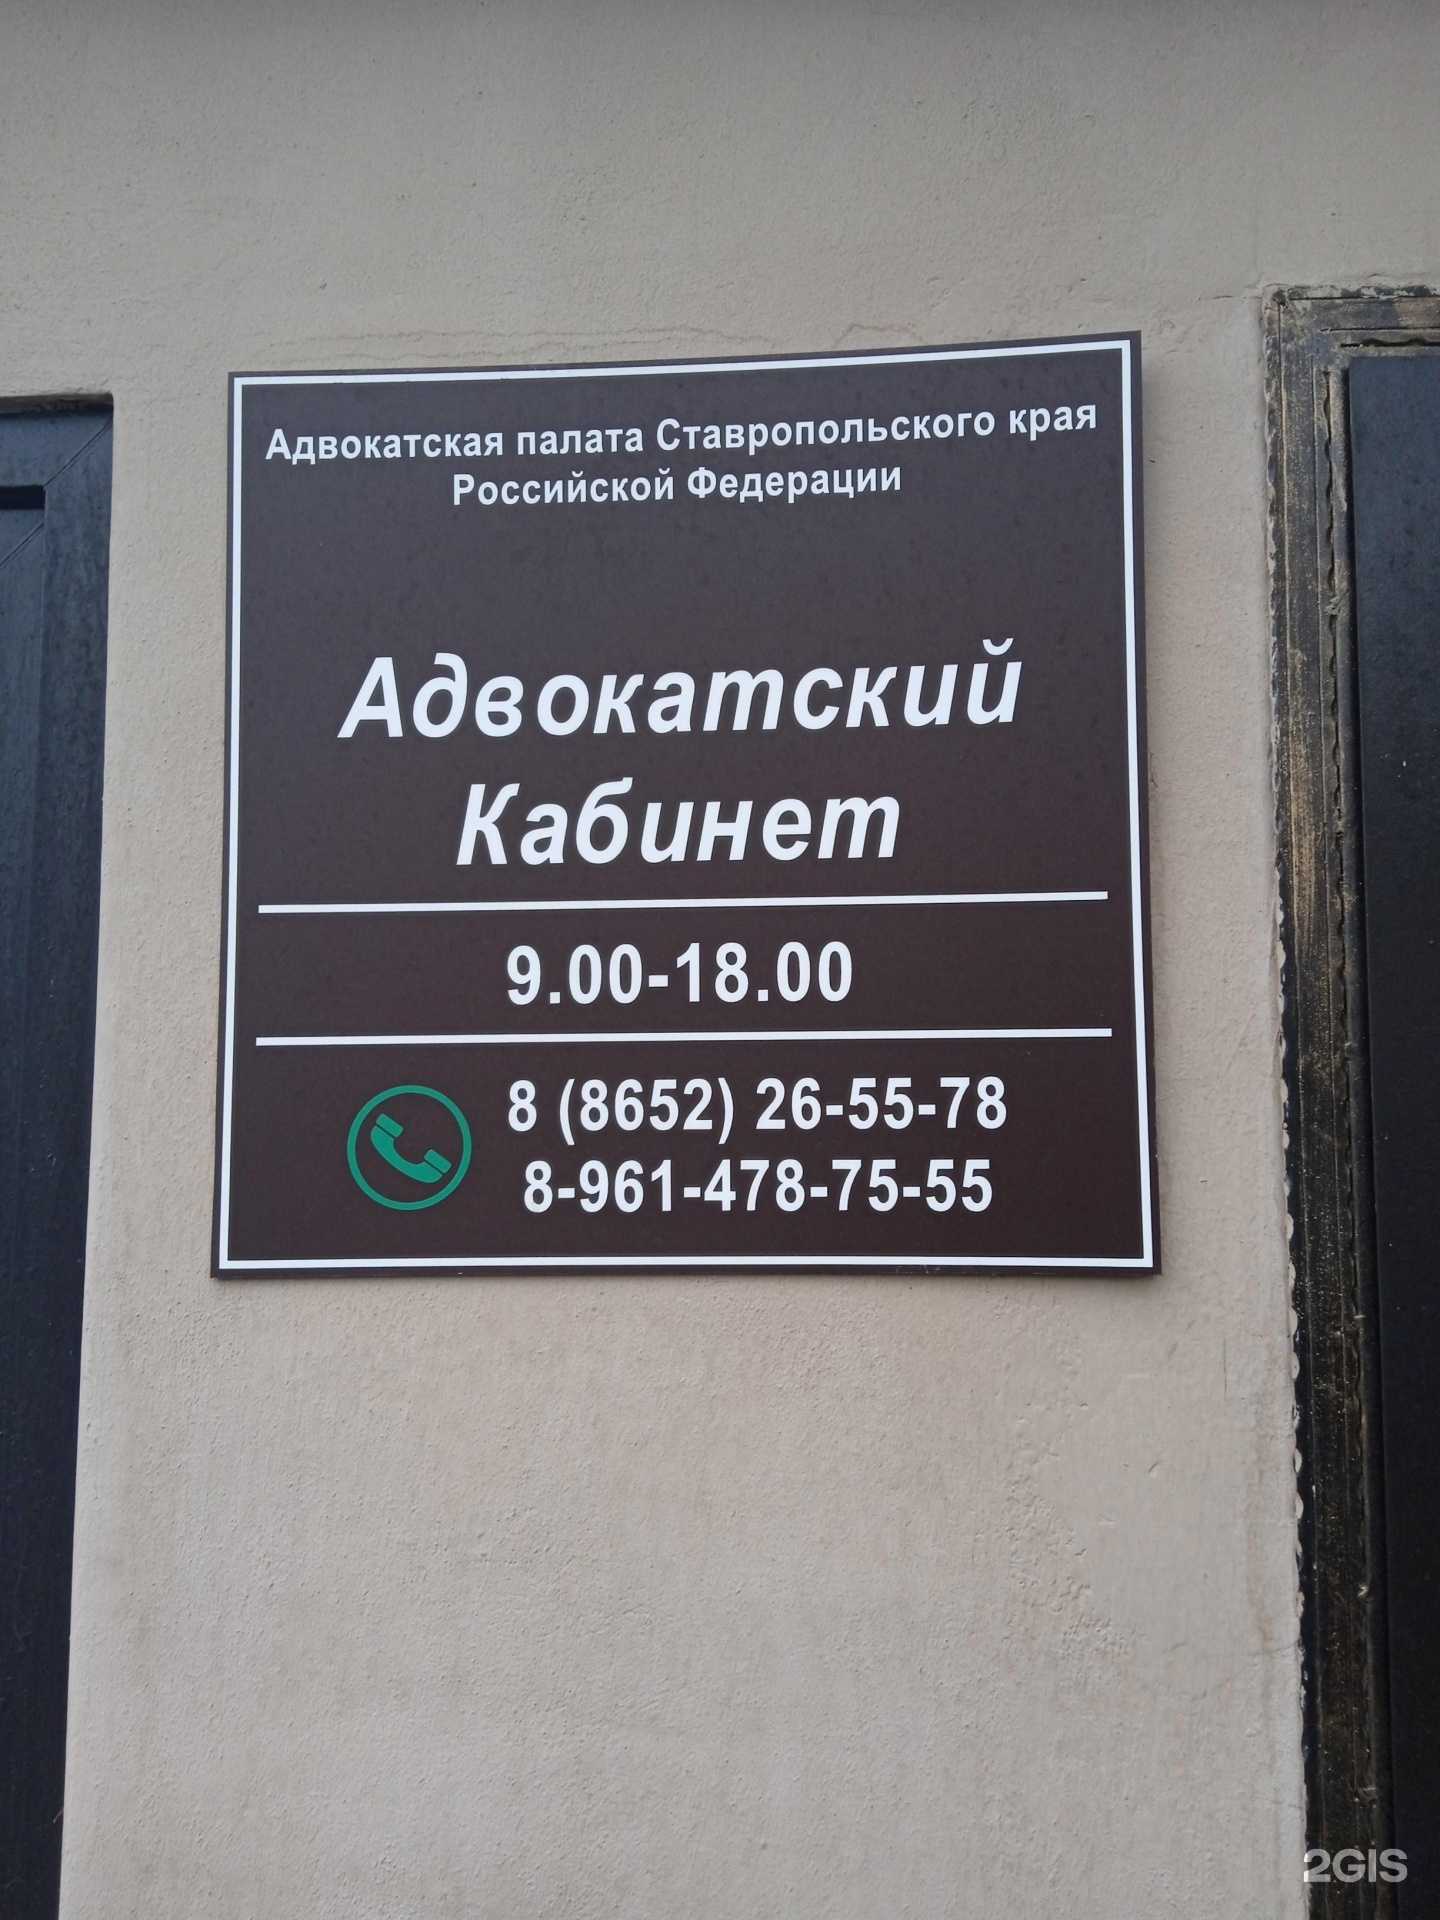 Адвокатская палата Ставропольского края
Российской Федерации
Адвокатский
Кабинет
9.00-18.00
8 (8652) 26-55-78
8-961-478-75-55
2GIS